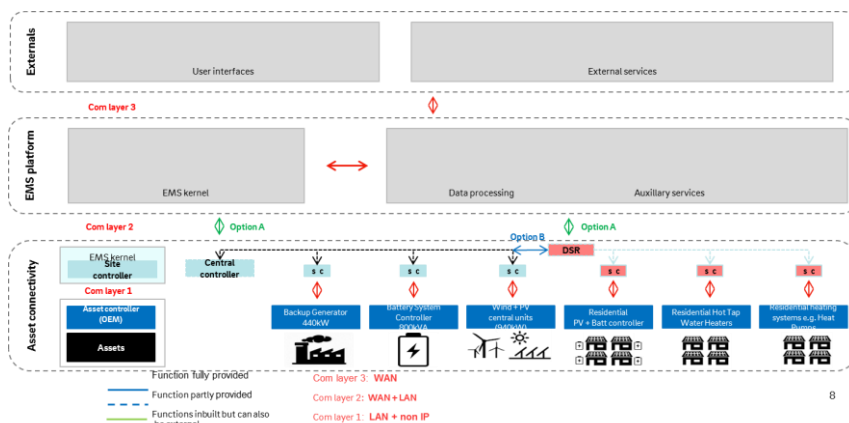 Externals
User interfaces
External services
Com layer 3
EMS platform
EMS kernel
Data processing
Auxillary services
Com layer 2
Option A
Option A
Option B
Asset connectivity
EMS kernel
Site
controller
Central
controller
DSR
s c
s c
s c
s c
s c
s c
Com layer 1
Asset controller
(OEM)
Assets
Backup Generator
440kW
Battery System
Controller
800kVA
Wind + PV
central units
(940kW)
Residential
PV + Batt controller
Residential Hot Tap
Water Heaters
Residential heating
systems e.g. Heat
Pumps
Function fully provided
Function partly provided
Functions inbuilt but can also
be external
Com layer 3: WAN
Com layer 2: WAN+LAN
Com layer 1: LAN + non IP
8